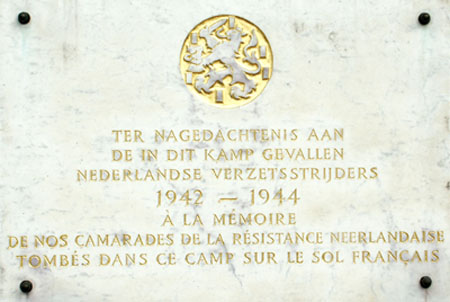 TER NAGEDACHTENIS AAN
DE IN DIT KAMP GEVALLEN
NEDERLANDSE VERZETSSTRIJDERS
1942 — 1944
À LA MÉMOIRE
DE NOS CAMARADES DE LA RÉSISTANCE NEERLANDAISE
TOMBÉS DANS CE CAMP SUR LE SOL FRANÇAIS